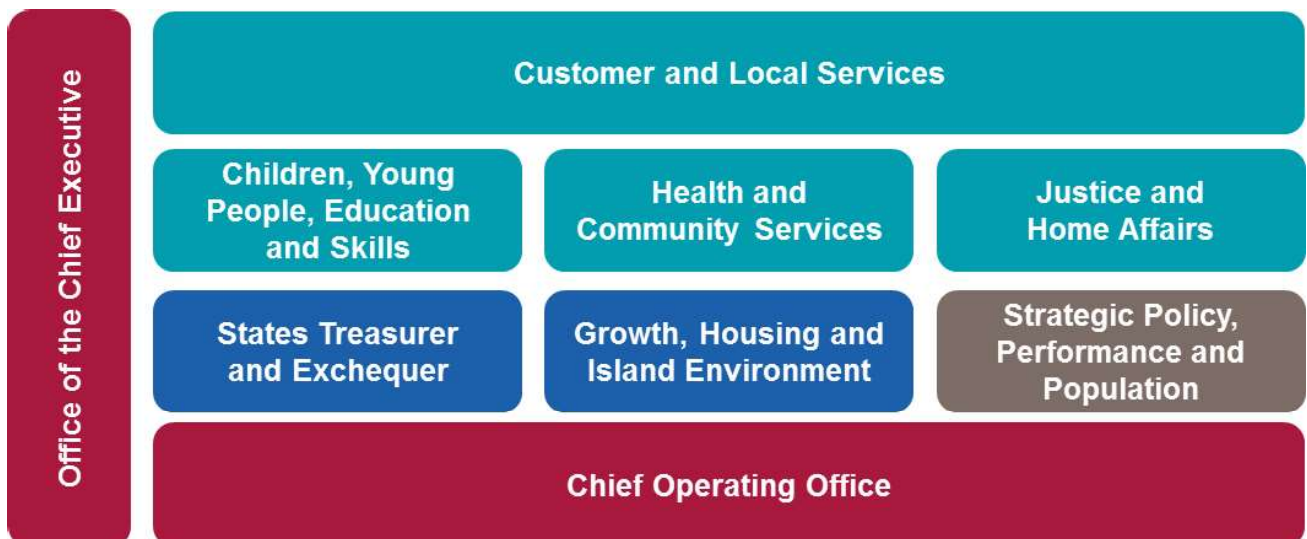 Office of the Chief Executive
Customer and Local Services
Children, Young
People, Education
and Skills
Health and
Community Services
Justice and
Home Affairs
States Treasurer
and Exchequer
Growth, Housing and
Island Environment
Strategic Policy,
Performance and
Population
Chief Operating Office